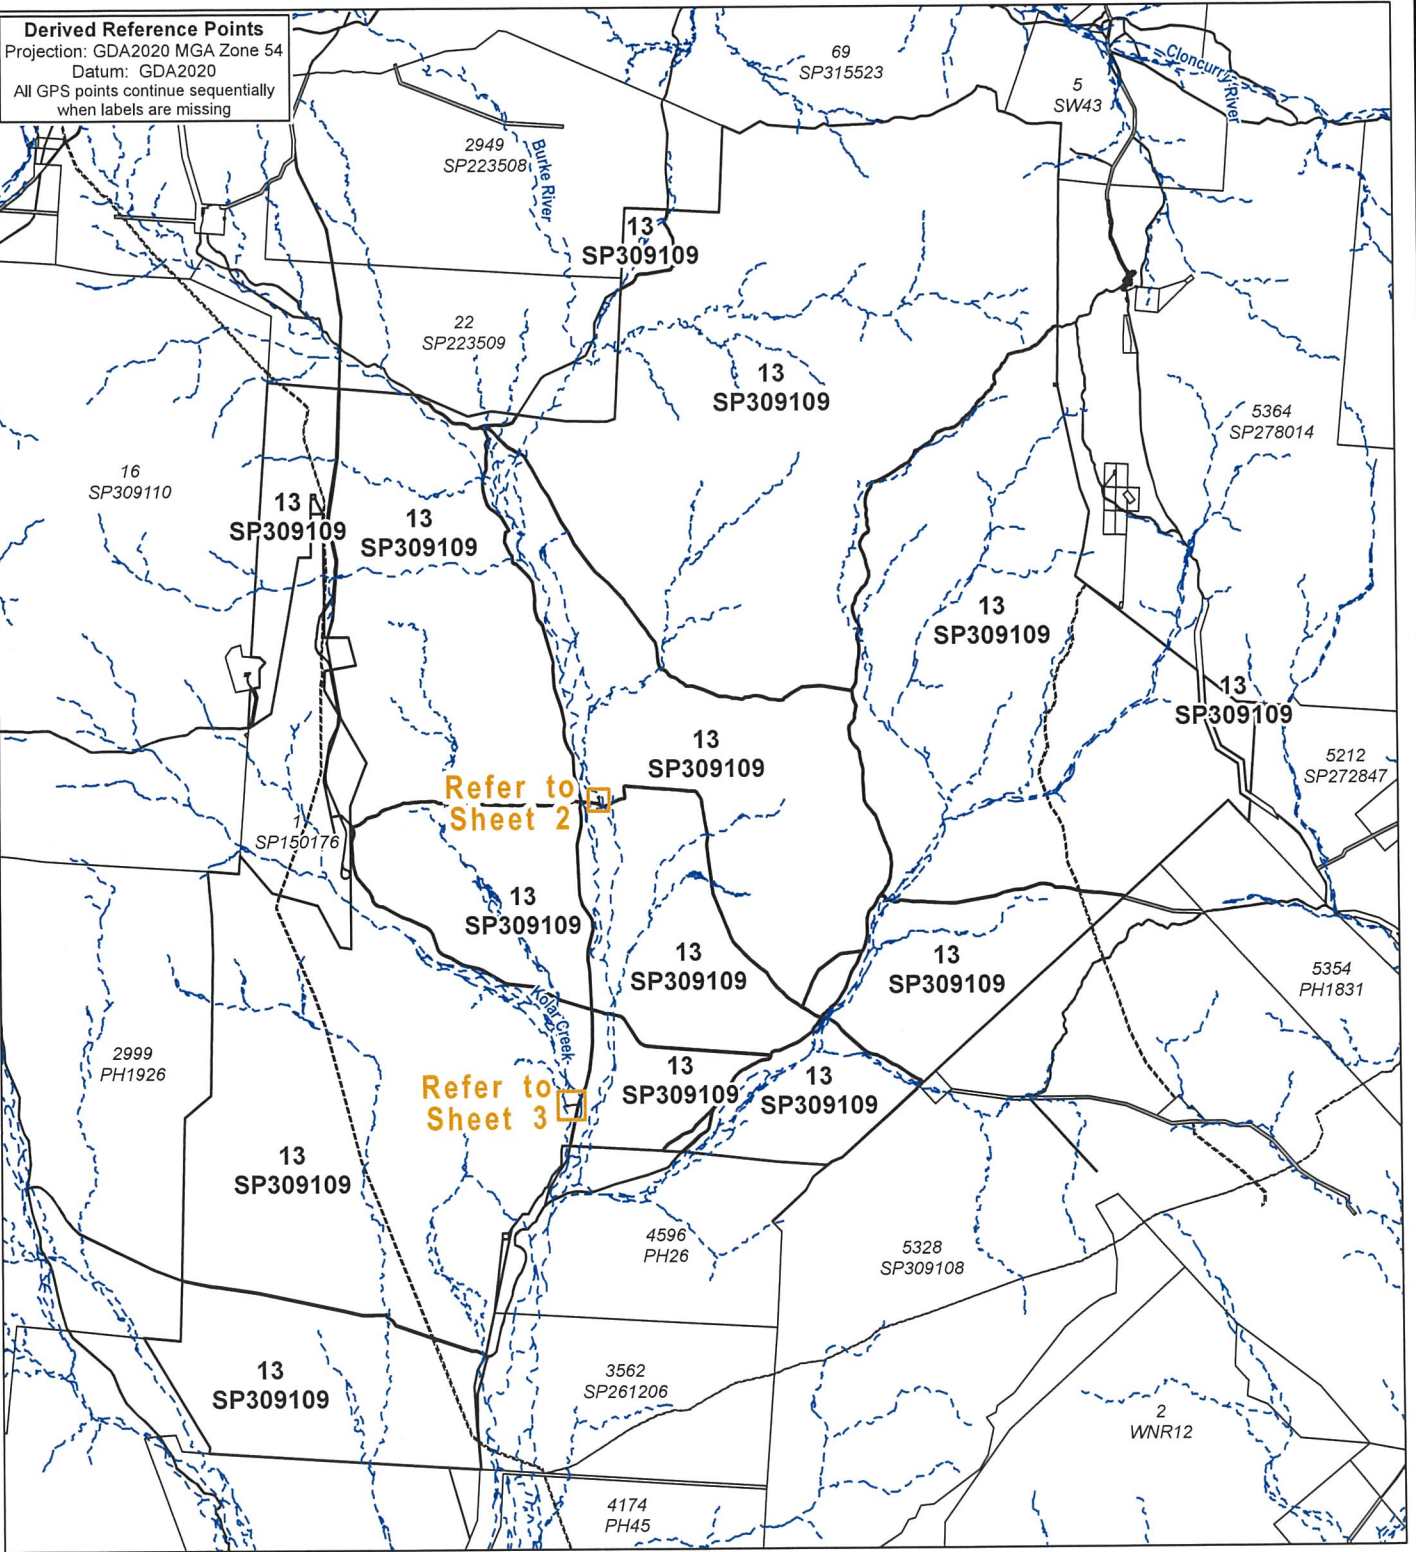 Derived Reference Points
Projection: GDA2020 MGA Zone 54
Datum: GDA2020
All GPS points continue sequentially
when labels are missing
69
SP315523
Cloncurry River
5
SW43
2949
SP223508
Burke River
13
SP309109
22
SP223509
13
SP309109
5364
SP278014
16
SP309110
13
SP309109
13
SP309109
13
SP309109
13
SP309109
13
SP309109
5212
SP272847
Refer to
Sheet 2
1
SP150176
13
SP309109
13
SP309109
13
SP309109
5354
PH1831
Kolar Creek
2999
PH1926
13
SP309109
13
SP309109
Refer to
Sheet 3
13
SP309109
4596
PH26
5328
SP309108
13
SP309109
3562
SP261206
2
WNR12
4174
PH45